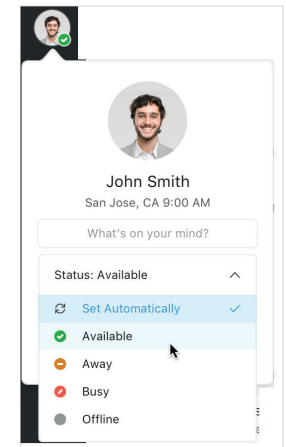 John Smith
San Jose, CA 9:00 AM
What's on your mind?
Status: Available
Set Automatically
Available
Away
Busy
Offline